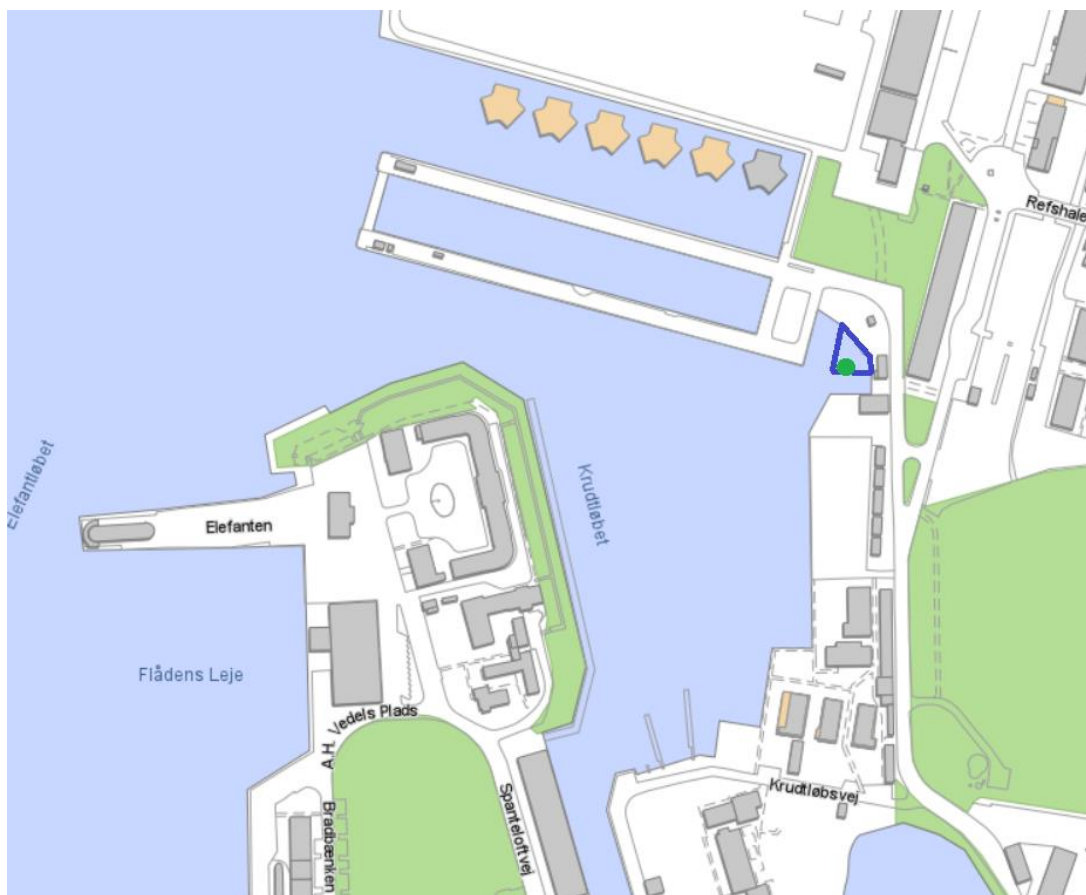 Refshale
Elefantløbet
Krudtløbet
Elefanten
Flådens Leje
A.H. Vedels Plads
Bradbænken
Spanteloftvej
Krudtløbsvej